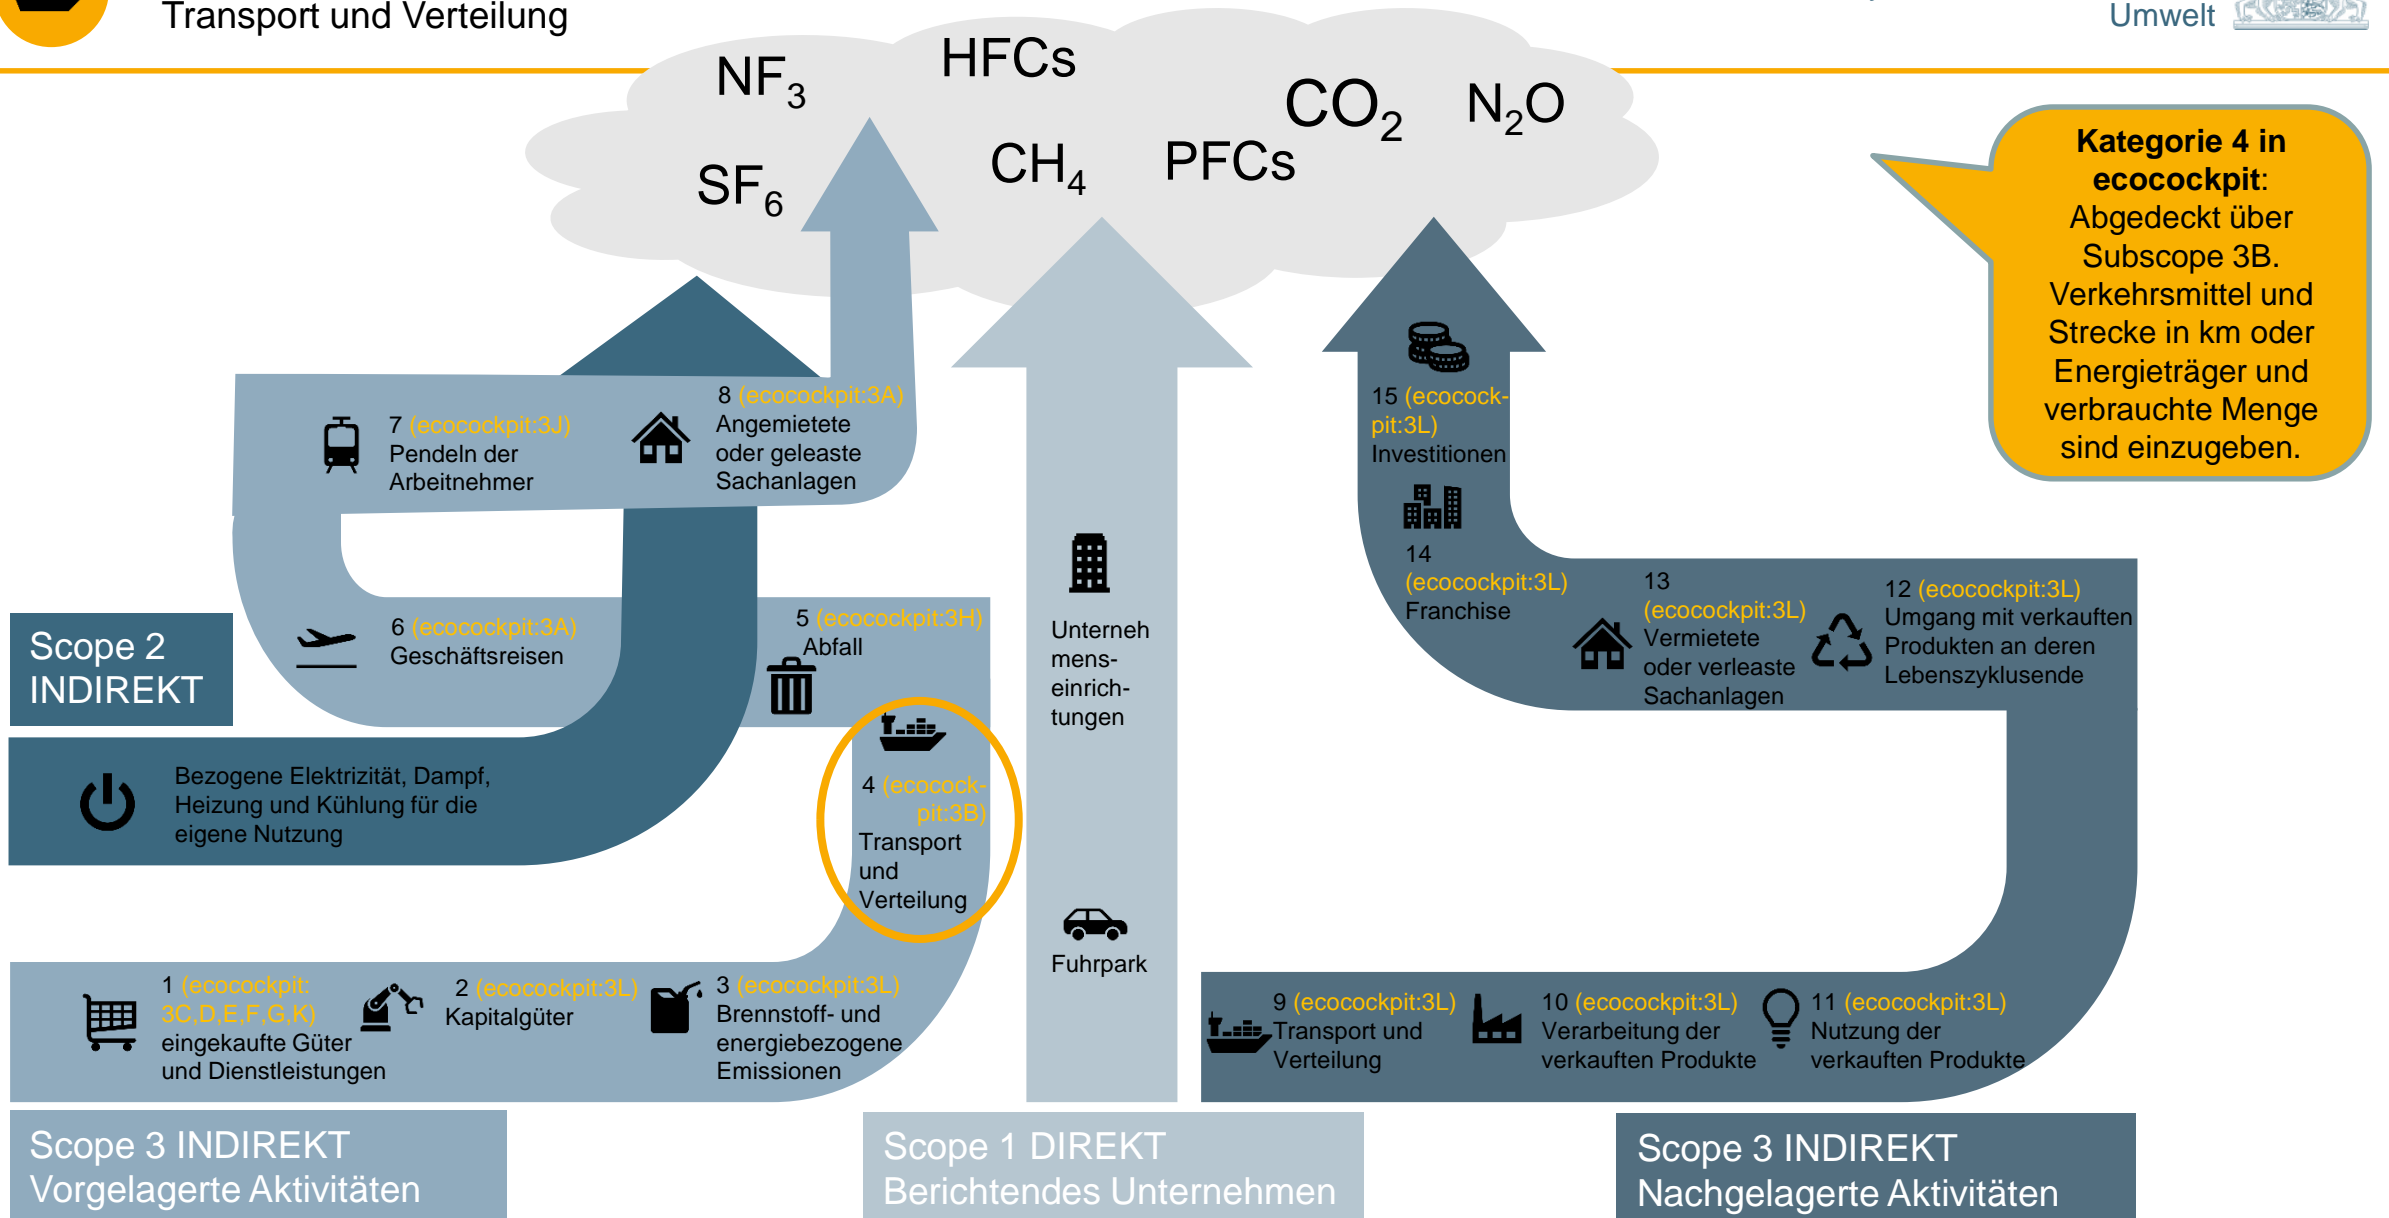 Transport und Verteilung
Umwelt
NF3
HFCs
CO2
N2O
SF6
CH4
PFCs
Kategorie 4 in
ecocockpit:
Abgedeckt über
Subscope 3B.
Verkehrsmittel und
Strecke in km oder
Energieträger und
verbrauchte Menge
sind einzugeben.
7 (ecocockpit:3J)
Pendeln der
Arbeitnehmer
8 (ecocockpit:3A)
Angemietete
oder geleaste
Sachanlagen
15 (ecocock-
pit:3L)
Investitionen
14
(ecocockpit:3L)
Franchise
13
(ecocockpit:3L)
Vermietete
oder verleaste
Sachanlagen
12 (ecocockpit:3L)
Umgang mit verkauften
Produkten an deren
Lebenszyklusende
Scope 2
INDIREKT
6 (ecocockpit:3A)
Geschäftsreisen
5 (ecocockpit:3H)
Abfall
Unterneh
mens-
einrich-
tungen
Bezogene Elektrizität, Dampf,
Heizung und Kühlung für die
eigene Nutzung
4 (ecocock-
pit:3B)
Transport
und
Verteilung
Fuhrpark
1 (ecocockpit:
3C,D,E,F,G,K)
eingekaufte Güter
und Dienstleistungen
2 (ecocockpit:3L)
Kapitalgüter
3 (ecocockpit:3L)
Brennstoff- und
energiebezogene
Emissionen
9 (ecocockpit:3L)
Transport und
Verteilung
10 (ecocockpit:3L)
Verarbeitung der
verkauften Produkte
11 (ecocockpit:3L)
Nutzung der
verkauften Produkte
Scope 3 INDIREKT
Vorgelagerte Aktivitäten
Scope 1 DIREKT
Berichtendes Unternehmen
Scope 3 INDIREKT
Nachgelagerte Aktivitäten